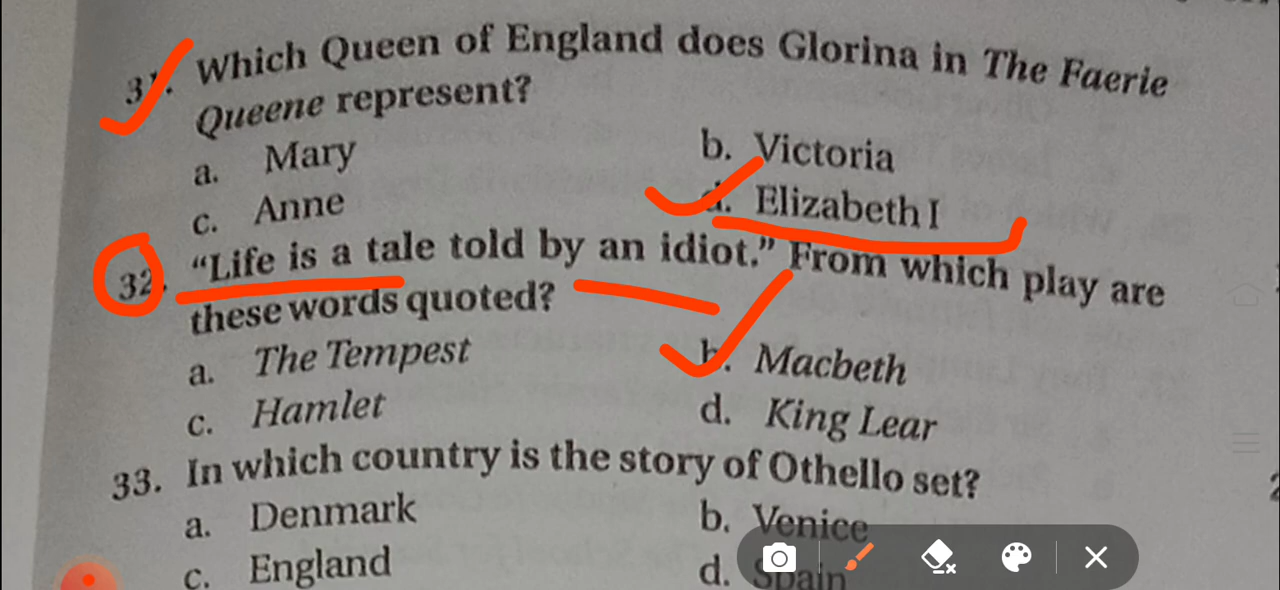 31. Which Queen of England does Glorina in The Faerie
Queene represent?
a. Mary b. Victoria
c. Anne d. Elizabeth I
32. "Life is a tale told by an idiot." From which play are
these words quoted?
a. The Tempest b. Macbeth
c. Hamlet d. King Lear
33. In which country is the story of Othello set?
a. Denmark b. Venice
c. England d. Spain